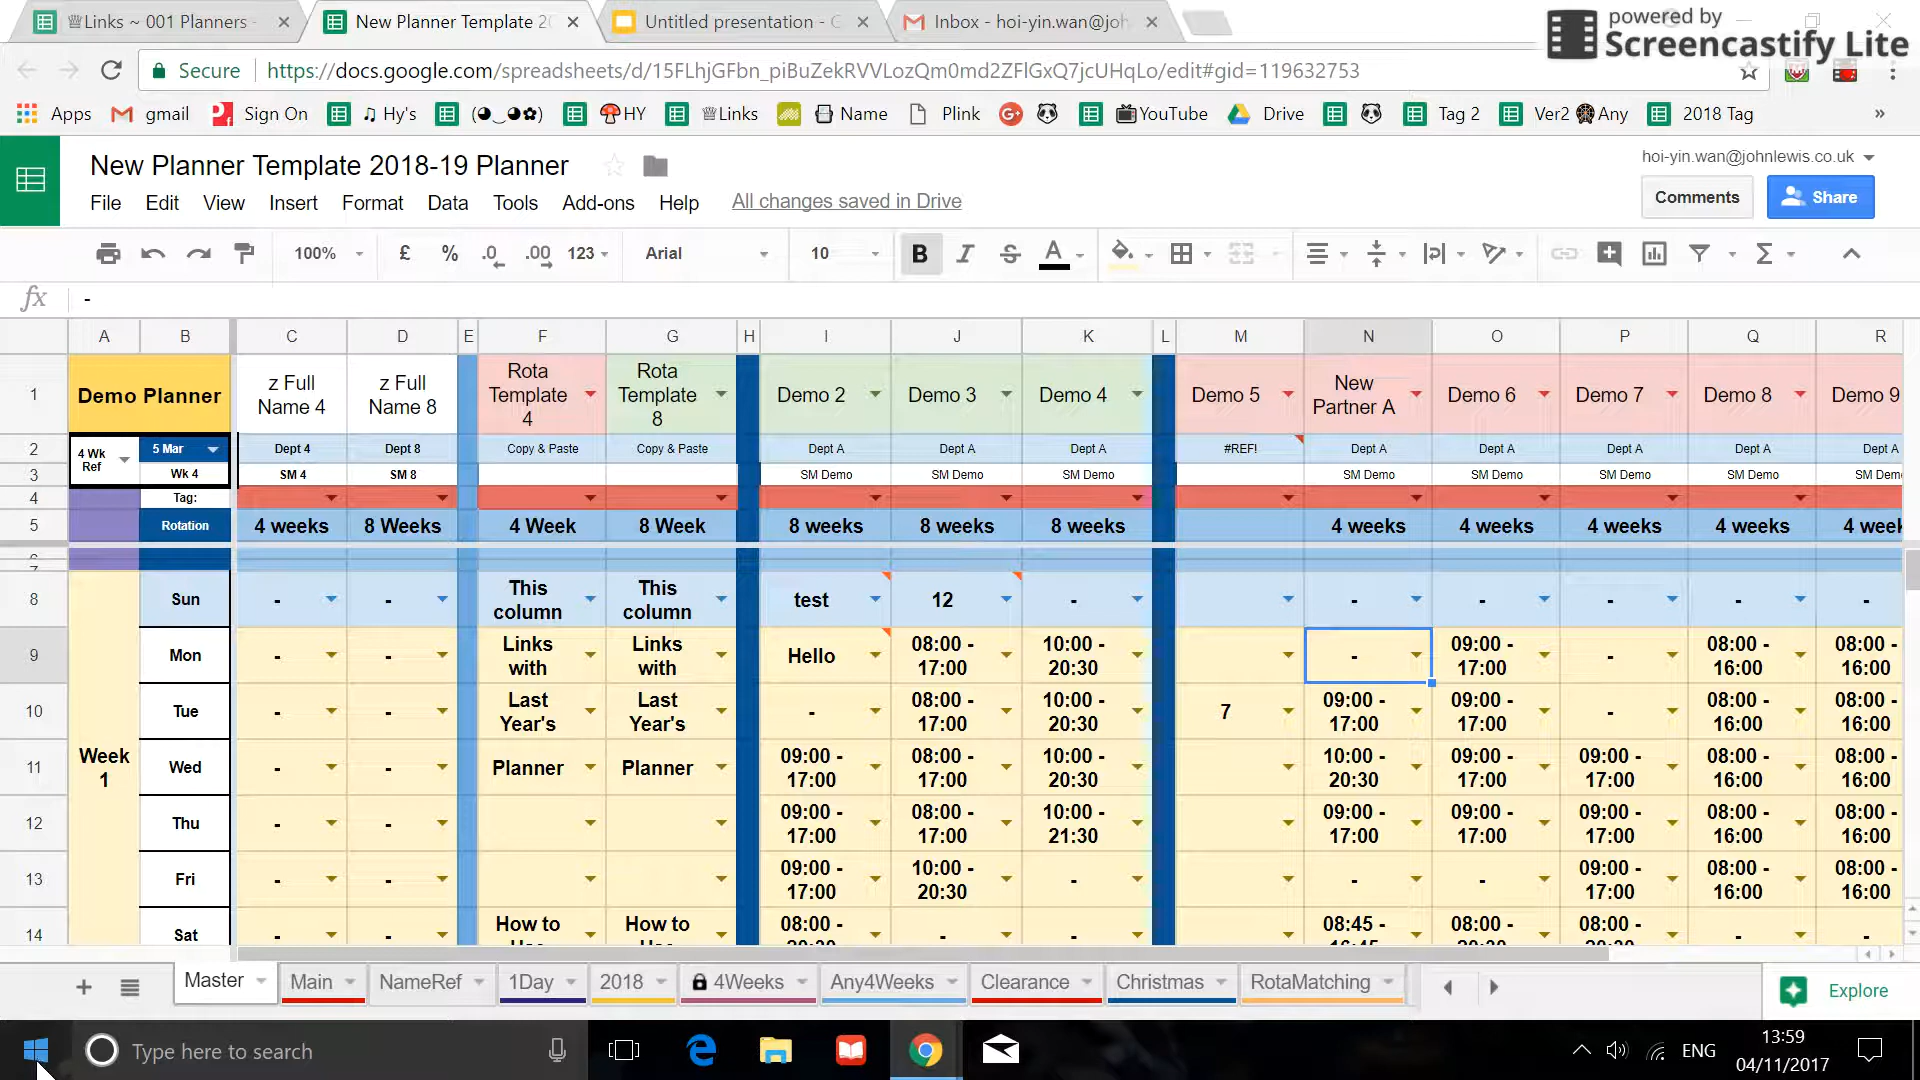 ♕Links ~ 001 Planners -
New Planner Template 20
Untitled presentation - G
Inbox - hoi-yin.wan@joh
powered by
Screencastify Lite
Secure
https://docs.google.com/spreadsheets/d/15FLhjGFbn_piBuZekRVVLozQm0md2ZFlGxQ7jcUHqLo/edit#gid=119632753
Apps gmail Sign On ♫ Hy's (◕‿◕✿) 🍄HY ♕Links Name Plink YouTube Drive Tag 2 Ver2 Any 2018 Tag »
New Planner Template 2018-19 Planner
hoi-yin.wan@johnlewis.co.uk
File Edit View Insert Format Data Tools Add-ons Help All changes saved in Drive
Comments Share
100% £ % .0 .00 123 Arial 10 B I S A Σ
fx -
A B C D E F G H I J K L M N O P Q R
1 Demo Planner z Full Name 4 z Full Name 8 Rota Template 4 Rota Template 8 Demo 2 Demo 3 Demo 4 Demo 5 New Partner A Demo 6 Demo 7 Demo 8 Demo 9
2 4 Wk Ref 5 Mar Dept 4 Dept 8 Copy & Paste Copy & Paste Dept A Dept A Dept A #REF! Dept A Dept A Dept A Dept A Dept A
3 Wk 4 SM 4 SM 8 SM Demo SM Demo SM Demo SM Demo SM Demo SM Demo SM Demo SM Dem
4 Tag:
5 Rotation 4 weeks 8 Weeks 4 Week 8 Week 8 weeks 8 weeks 8 weeks 4 weeks 4 weeks 4 weeks 4 weeks 4 week
Week 1
8 Sun - - This column This column test 12 - - - - - -
9 Mon - - Links with Links with Hello 08:00 - 17:00 10:00 - 20:30 - 09:00 - 17:00 - 08:00 - 16:00 08:00 - 16:00
10 Tue - - Last Year's Last Year's - 08:00 - 17:00 10:00 - 20:30 7 09:00 - 17:00 09:00 - 17:00 - 08:00 - 16:00 08:00 - 16:00
11 Wed - - Planner Planner 09:00 - 17:00 08:00 - 17:00 10:00 - 20:30 10:00 - 20:30 09:00 - 17:00 09:00 - 17:00 08:00 - 16:00 08:00 - 16:00
12 Thu - - 09:00 - 17:00 08:00 - 17:00 10:00 - 21:30 09:00 - 17:00 09:00 - 17:00 09:00 - 17:00 08:00 - 16:00 08:00 - 16:00
13 Fri - - 09:00 - 17:00 10:00 - 20:30 - - - 09:00 - 17:00 08:00 - 16:00 08:00 - 16:00
14 Sat - - How to How to 08:00 - - - 08:45 - 08:00 - 08:00 - - -
Master Main NameRef 1Day 2018 4Weeks Any4Weeks Clearance Christmas RotaMatching
Explore
Type here to search
ENG
13:59
04/11/2017